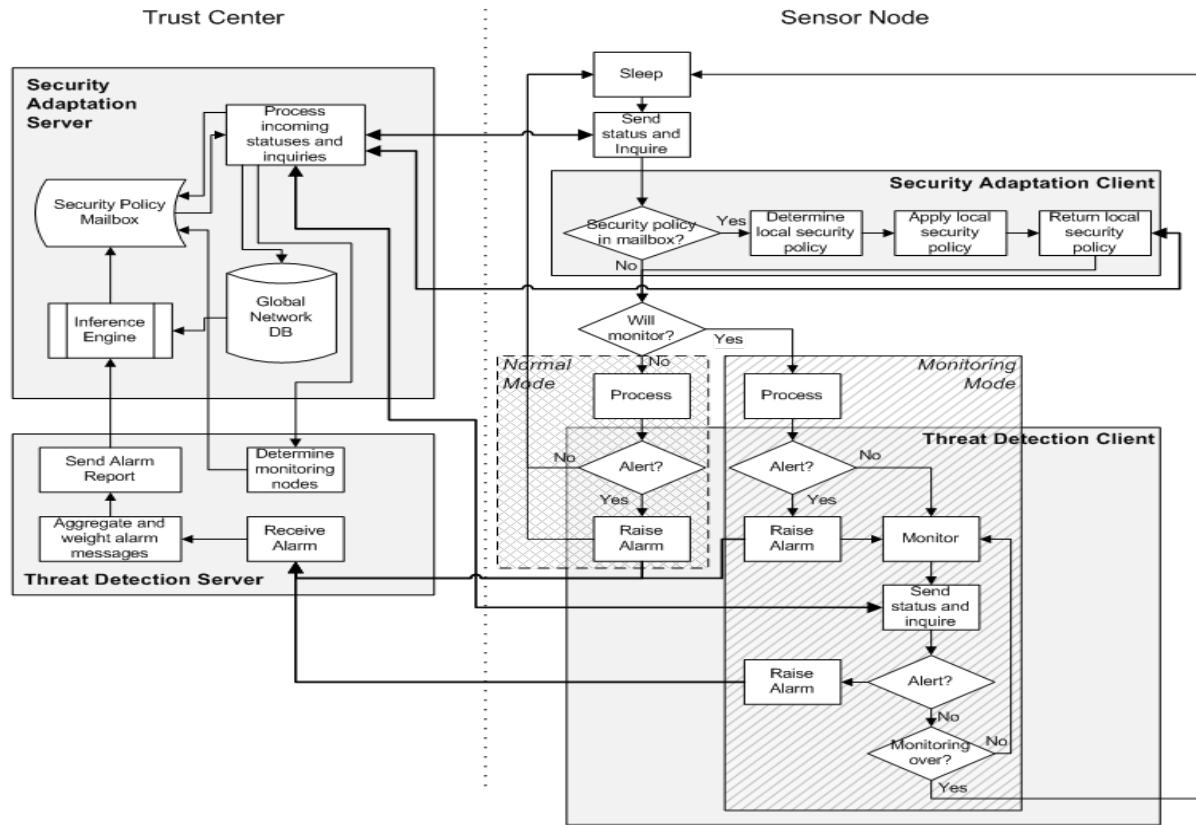 Trust Center
Sensor Node
Security
Adaptation
Server
Process
incoming
statuses and
inquiries
Security Policy
Mailbox
Inference
Engine
Global
Network
DB
Send Alarm
Report
Determine
monitoring
nodes
Aggregate and
weight alarm
messages
Receive
Alarm
Threat Detection Server
Sleep
Send
status and
Inquire
Security Adaptation Client
Security policy
in mailbox?
Yes
Determine
local security
policy
Apply local
security
policy
Return local
security
policy
No
Will
monitor?
Yes
No
Normal
Mode
Monitoring
Mode
Process
Process
Threat Detection Client
No
Alert?
Alert?
No
Yes
Yes
Raise
Alarm
Raise
Alarm
Monitor
Send
status and
inquire
Raise
Alarm
Alert?
No
Monitoring
over?
No
Yes